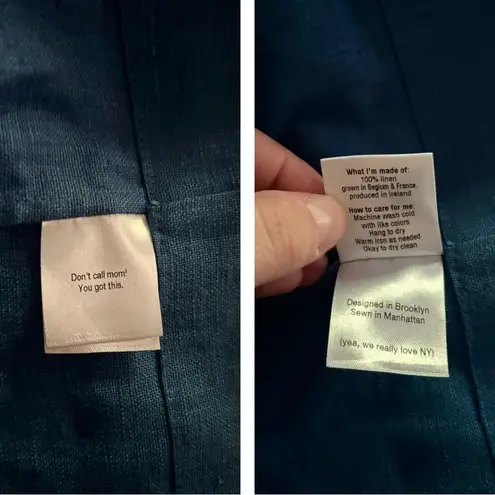 Don't call mom!
You got this.
What I'm made of:
100% linen
grown in Begium & France,
produced in Ireland
How to care for me:
Machine wash cold
with like colors
Hang to dry
Warm iron as needed
Okay to dry clean
Designed in Brooklyn
Sewn in Manhattan
(yea, we really love NY)